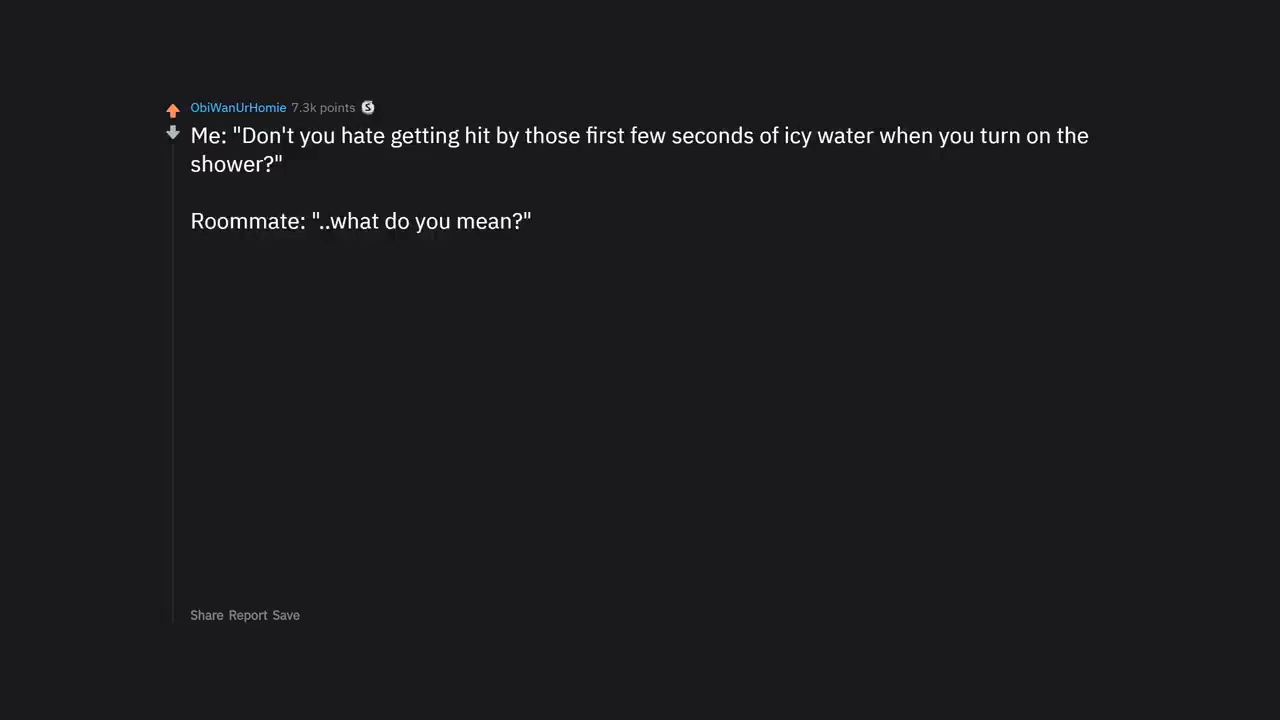 ObiWanUrHomie 7.3k points S
Me: "Don't you hate getting hit by those first few seconds of icy water when you turn on the
shower?"
Roommate: "..what do you mean?"
Share Report Save